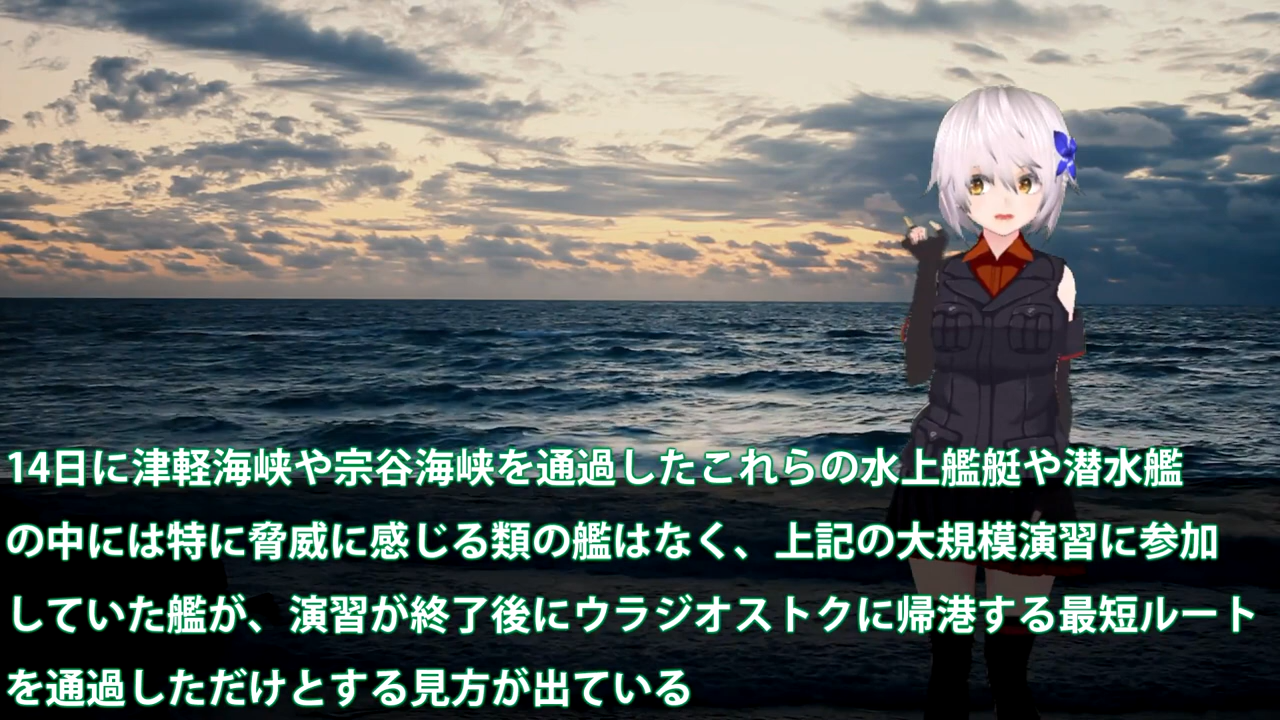 14日に津軽海峡や宗谷海峡を通過したこれらの水上艦艇や潜水艦
の中には特に脅威に感じる類の艦はなく、上記の大規模演習に参加
していた艦が、演習が終了後にウラジオストクに帰港する最短ルート
を通過しただけとする見方が出ている